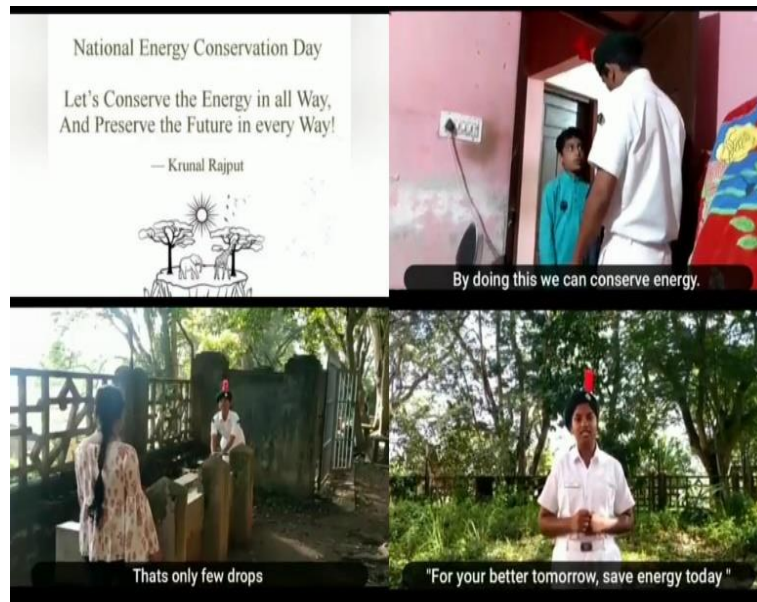 National Energy Conservation Day
Let's Conserve the Energy in all Way,
And Preserve the Future in every Way!
— Krunal Rajput
By doing this we can conserve energy.
Thats only few drops
"For your better tomorrow, save energy today "